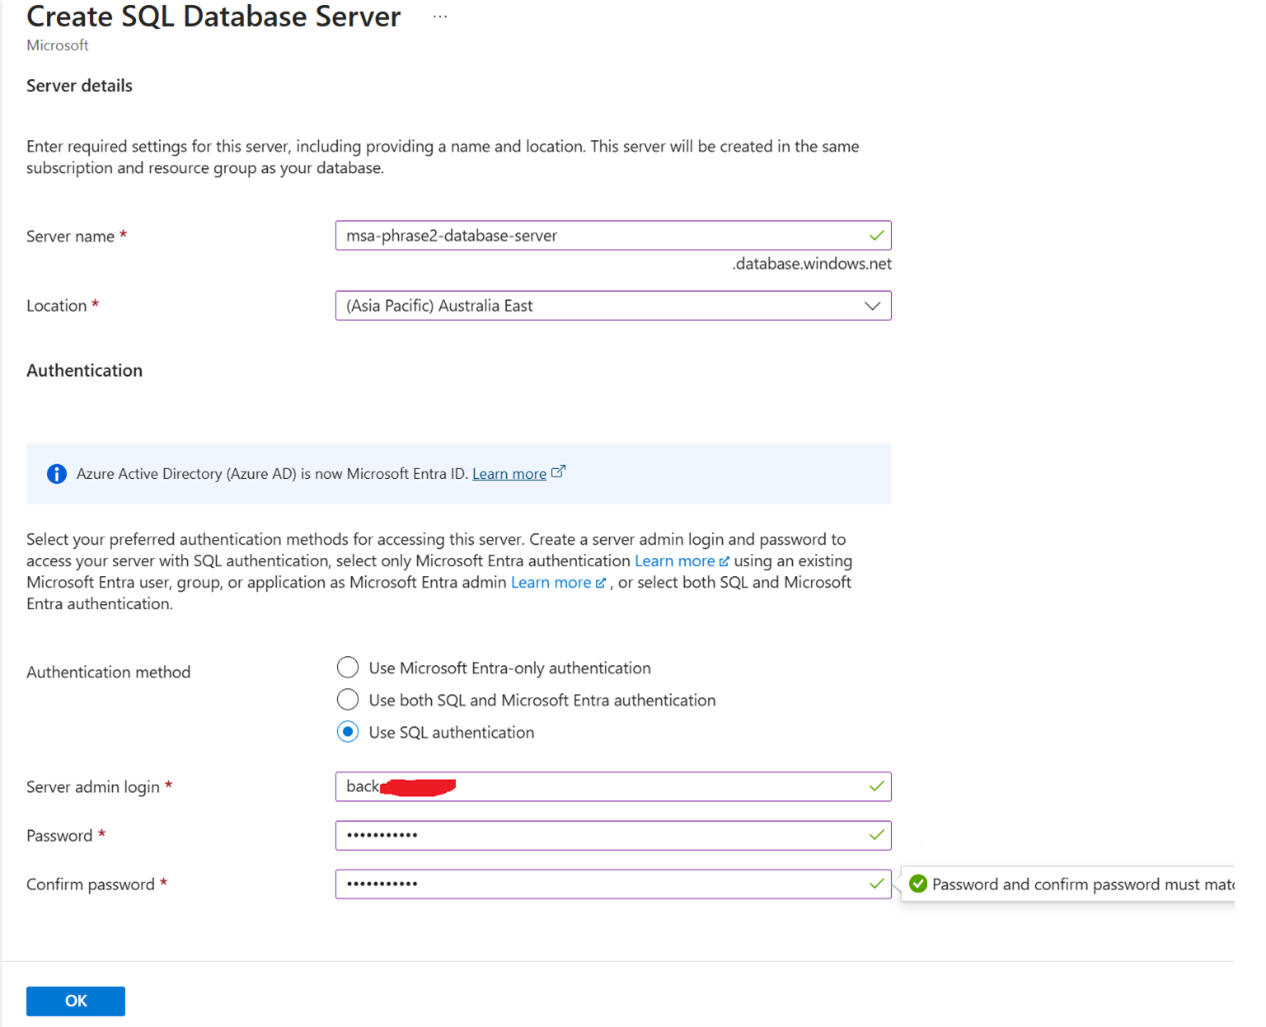 Create SQL Database Server ...
Microsoft
Server details
Enter required settings for this server, including providing a name and location. This server will be created in the same
subscription and resource group as your database.
Server name *
msa-phrase2-database-server
.database.windows.net
Location *
(Asia Pacific) Australia East
Authentication
Azure Active Directory (Azure AD) is now Microsoft Entra ID. Learn more
Select your preferred authentication methods for accessing this server. Create a server admin login and password to
access your server with SQL authentication, select only Microsoft Entra authentication Learn more using an existing
Microsoft Entra user, group, or application as Microsoft Entra admin Learn more , or select both SQL and Microsoft
Entra authentication.
Authentication method
Use Microsoft Entra-only authentication
Use both SQL and Microsoft Entra authentication
Use SQL authentication
Server admin login *
back
Password *
•••••••••••
Confirm password *
•••••••••••
Password and confirm password must matc
OK